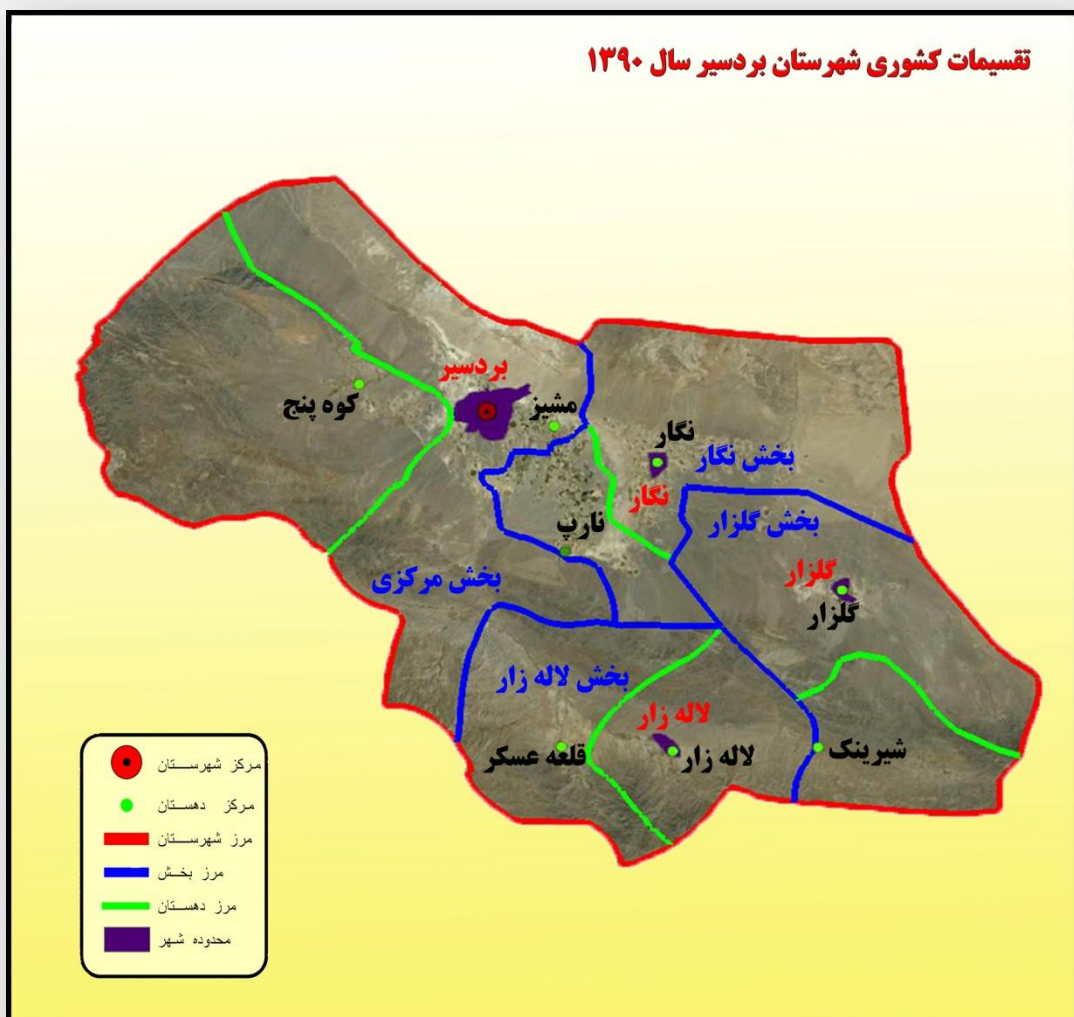 تقسیمات کشوری شهرستان بردسیر سال ۱۳۹۰
بردسیر
کوه پنج
مشیز
نگار
بخش نگار
نگار
بخش گلزار
نارپ
گلزار
گلزار
بخش مرکزی
بخش لاله زار
لاله زار
قلعه عسکر
لاله زار
شیرینک
مرکز شهرستان
مرکز دهستان
مرز شهرستان
مرز بخش
مرز دهستان
محدوده شهر